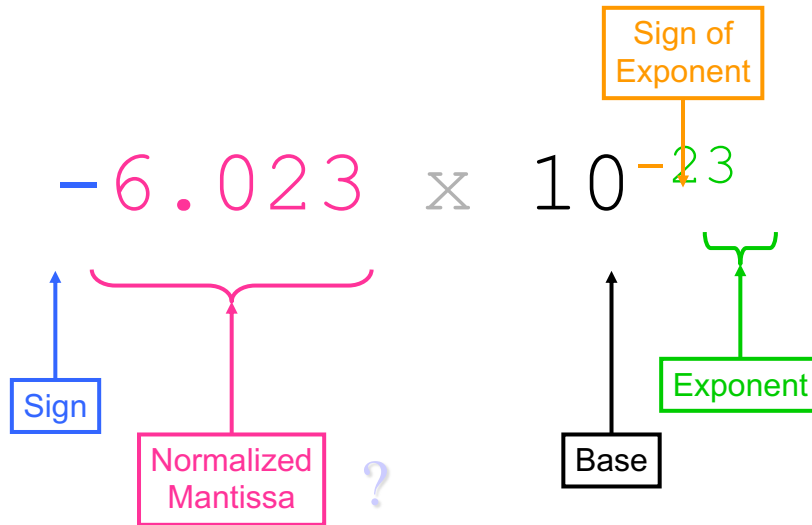 Sign of
Exponent
-6.023 x 10-23
Sign
Exponent
Normalized
Mantissa
?
Base